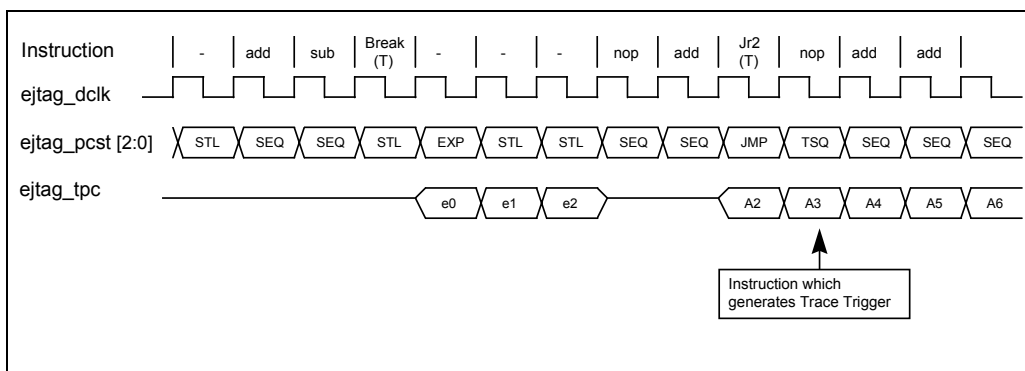 Instruction - add sub Break (T) - - - nop add Jr2 (T) nop add add
ejtag_dclk
ejtag_pcst [2:0] STL SEQ SEQ STL EXP STL STL SEQ SEQ JMP TSQ SEQ SEQ SEQ
ejtag_tpc e0 e1 e2 A2 A3 A4 A5 A6
Instruction which
generates Trace Trigger